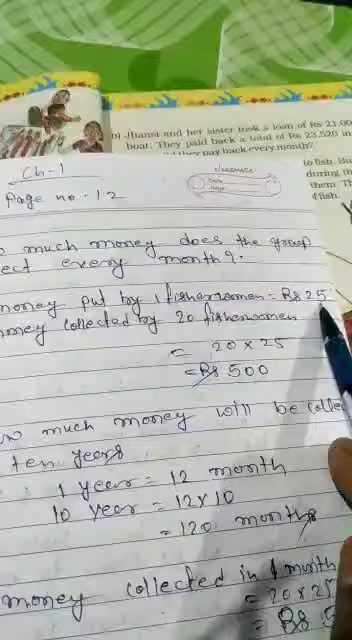 b) Jhansi and her sister took a loan of Rs 21,00
boat. They paid back a total of Rs 23,520 in
they pay back every month?
to fish. Bu
during th
them Th
f fish.
Ch-1
Page no. 12
much money does the group
ect every month?
money put by 1 fisherwoman = Rs 25
ney collected by 20 fisherwomen
= 20 x 25
= Rs 500
much money will be collec
ten years
1 year = 12 month
10 year = 12 x 10
= 120 months
money collected in 1 month
= 20 x 25
= Rs 5